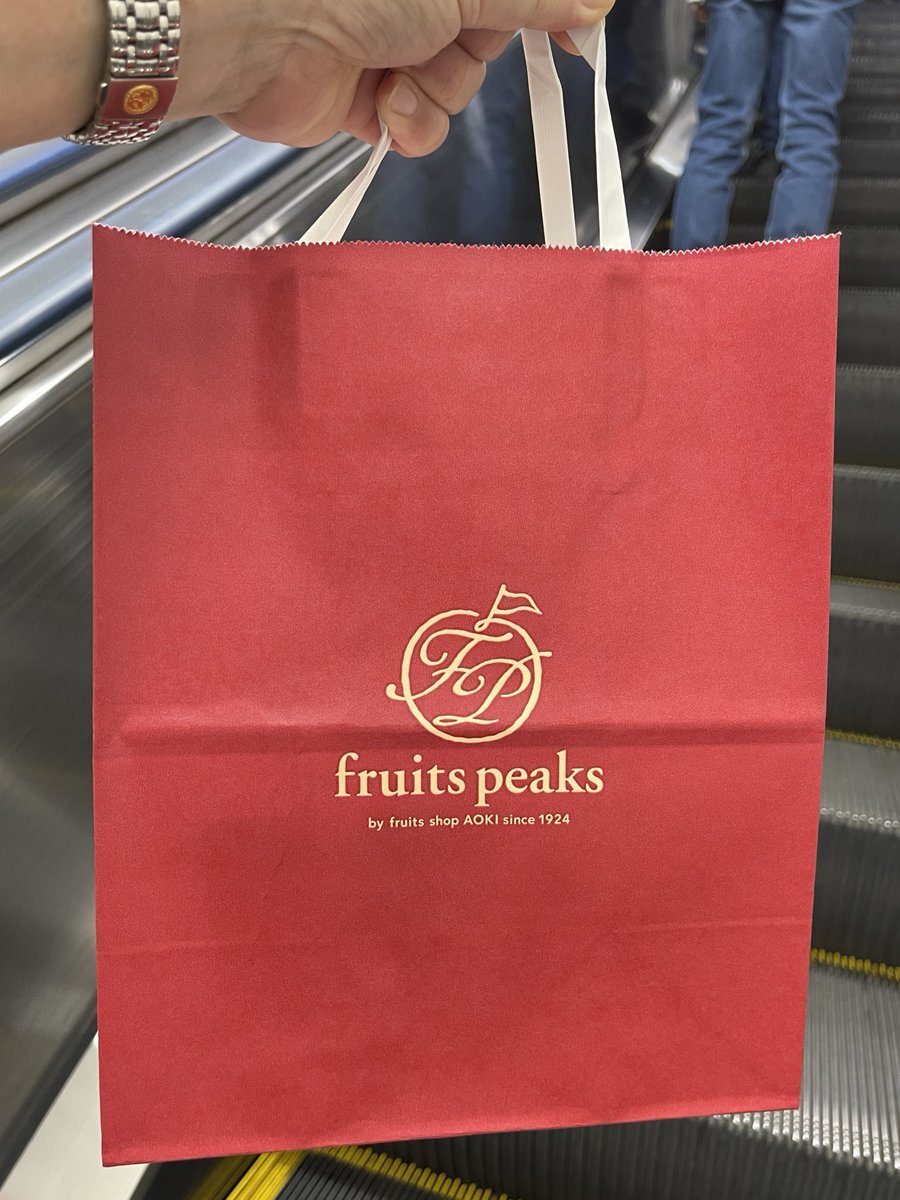 FP
fruits peaks
by fruits shop AOKI since 1924